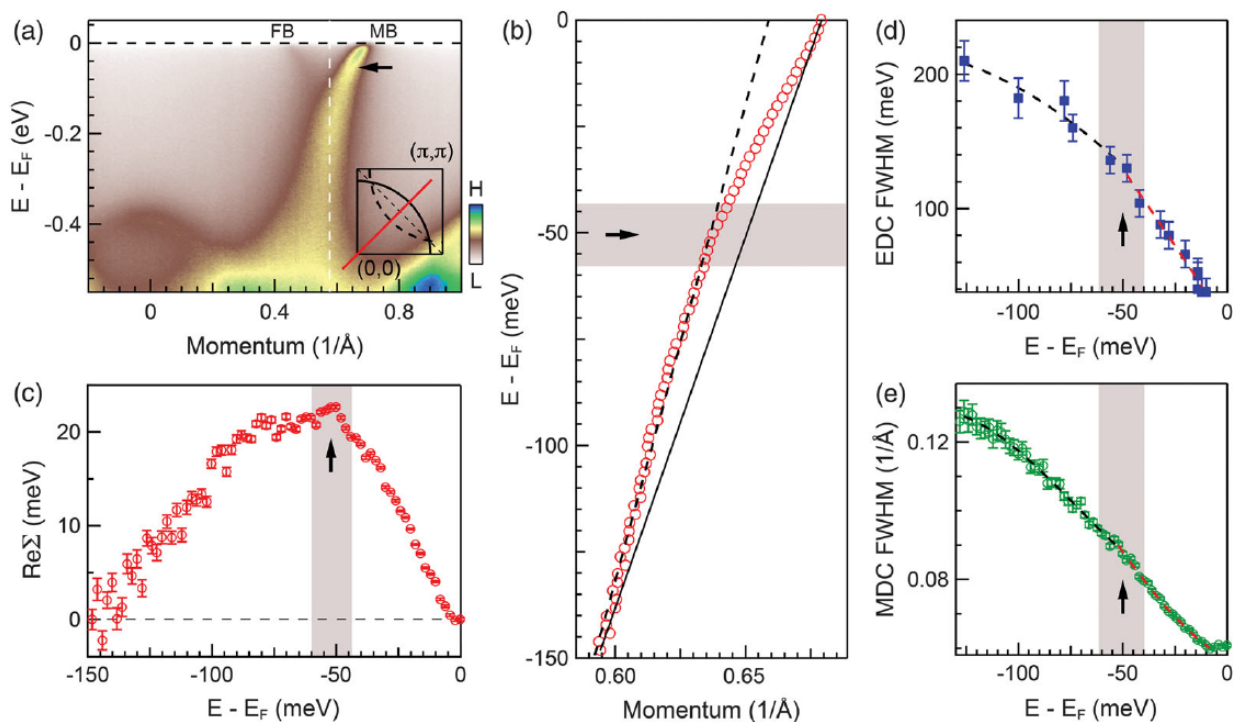 (a)
FB
MB
0
-0.2
-0.4
E - E_F (eV)
(π,π)
(0,0)
H
L
0
0.4
0.8
Momentum (1/Å)
(b)
0
-50
-100
-150
E - E_F (meV)
0.60
0.65
Momentum (1/Å)
(c)
20
10
0
ReΣ (meV)
-150
-100
-50
0
E - E_F (meV)
(d)
200
100
EDC FWHM (meV)
-100
-50
0
E - E_F (meV)
(e)
0.12
0.08
MDC FWHM (1/Å)
-100
-50
0
E - E_F (meV)